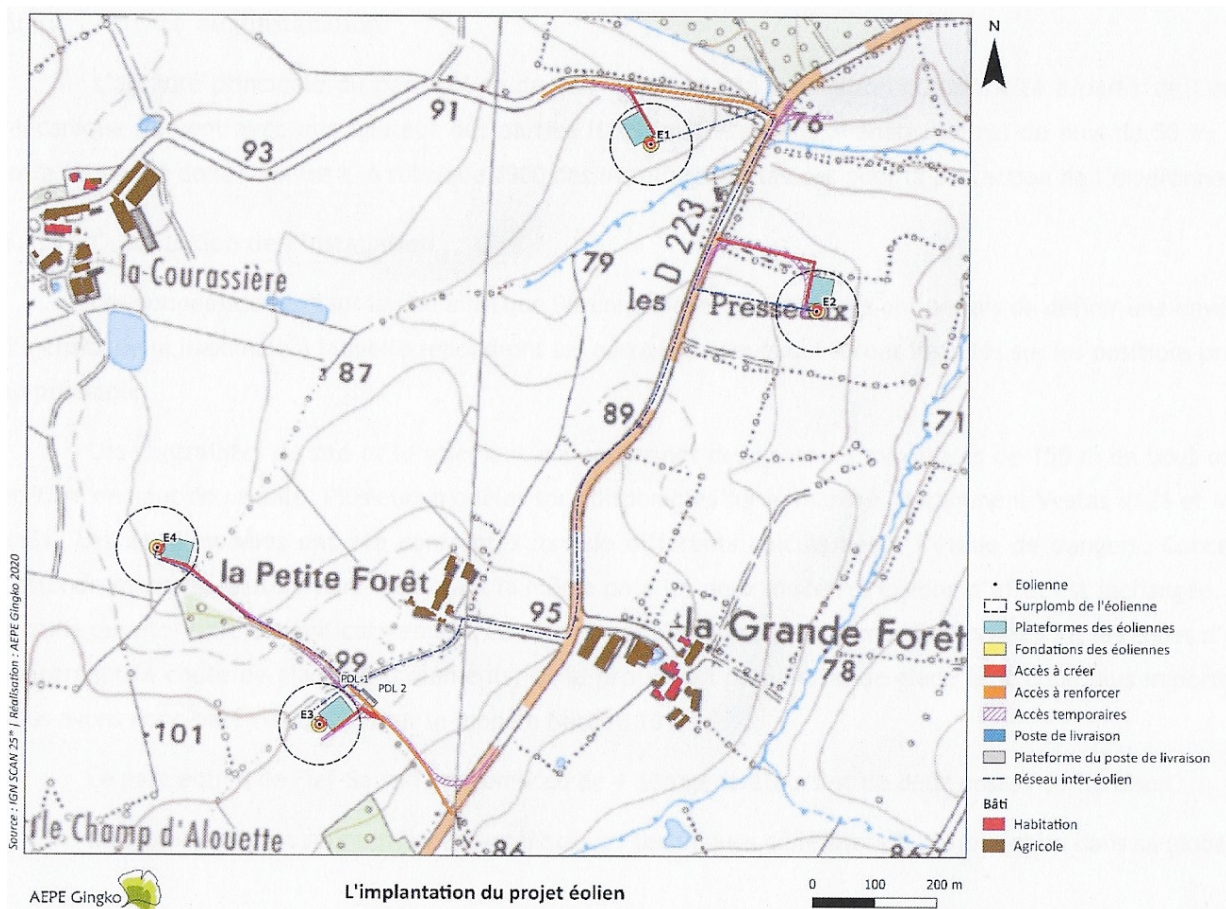 N
91
93
E1
76
la Courassière
D 223
79
les Presseaux
E2
75
87
89
71
E4
la Petite Forêt
95
la Grande Forêt
99
PDL 1
PDL 2
78
E3
101
le Champ d'Alouette
86
86
Source : IGN SCAN 25® | Réalisation : AEPE Gingko 2020
Eolienne
Surplomb de l'éolienne
Plateformes des éoliennes
Fondations des éoliennes
Accès à créer
Accès à renforcer
Accès temporaires
Poste de livraison
Plateforme du poste de livraison
Réseau inter-éolien
Bâti
Habitation
Agricole
AEPE Gingko
L'implantation du projet éolien
0 100 200 m